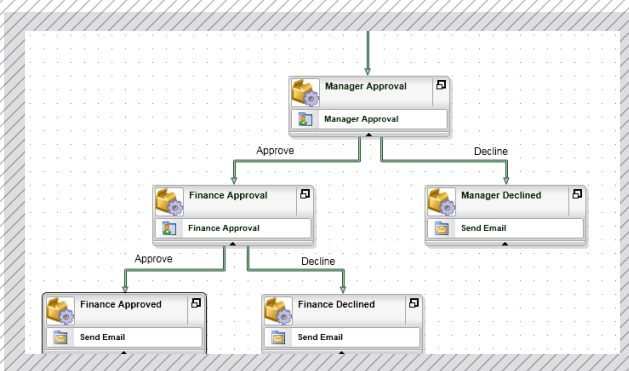 Manager Approval
Manager Approval
Approve
Decline
Finance Approval
Finance Approval
Manager Declined
Send Email
Approve
Decline
Finance Approved
Send Email
Finance Declined
Send Email